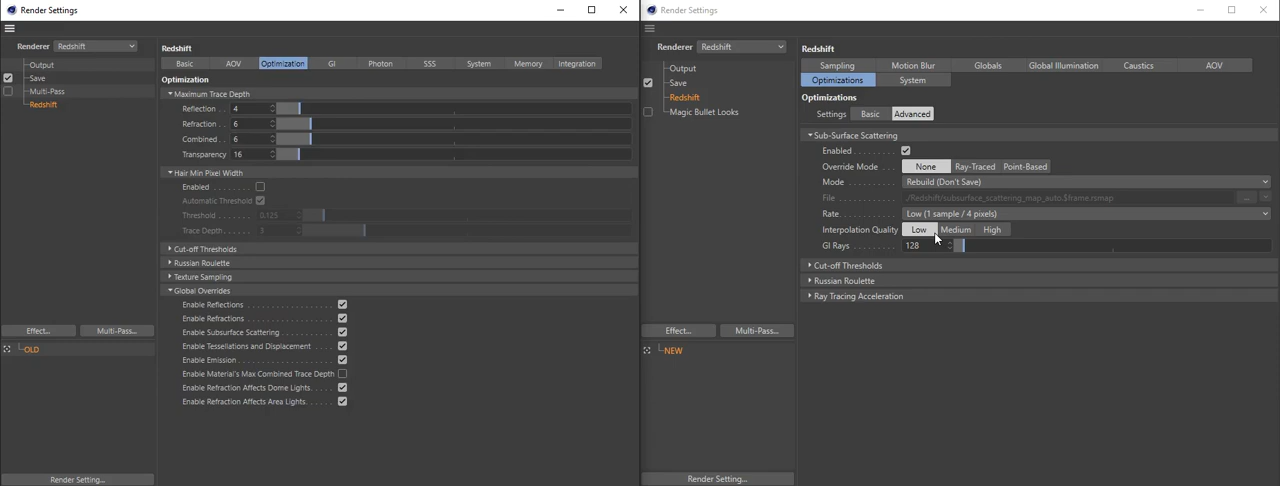 Render Settings
Renderer Redshift
Output
Save
Multi-Pass
Redshift
Effect... Multi-Pass...
OLD
Render Setting...
Redshift
Basic AOV Optimization GI Photon SSS System Memory Integration
Optimization
Maximum Trace Depth
Reflection . . 4
Refraction . . 6
Combined . . 6
Transparency 16
Hair Min Pixel Width
Enabled . . . . . . . .
Automatic Threshold
Threshold . . . . . . 0.125
Trace Depth . . . . . 3
Cut-off Thresholds
Russian Roulette
Texture Sampling
Global Overrides
Enable Reflections
Enable Refractions
Enable Subsurface Scattering
Enable Tessellations and Displacement
Enable Emission
Enable Material's Max Combined Trace Depth
Enable Refraction Affects Dome Lights
Enable Refraction Affects Area Lights
Render Settings
Renderer Redshift
Output
Save
Redshift
Magic Bullet Looks
Effect... Multi-Pass...
NEW
Render Setting...
Redshift
Sampling Motion Blur Globals Global Illumination Caustics AOV
Optimizations System
Optimizations
Settings Basic Advanced
Sub-Surface Scattering
Enabled
Override Mode None Ray-Traced Point-Based
Mode Rebuild (Don't Save)
File ./Redshift/subsurface_scattering_map_auto.$frame.rsmap ...
Rate Low (1 sample / 4 pixels)
Interpolation Quality Low Medium High
GI Rays 128
Cut-off Thresholds
Russian Roulette
Ray Tracing Acceleration